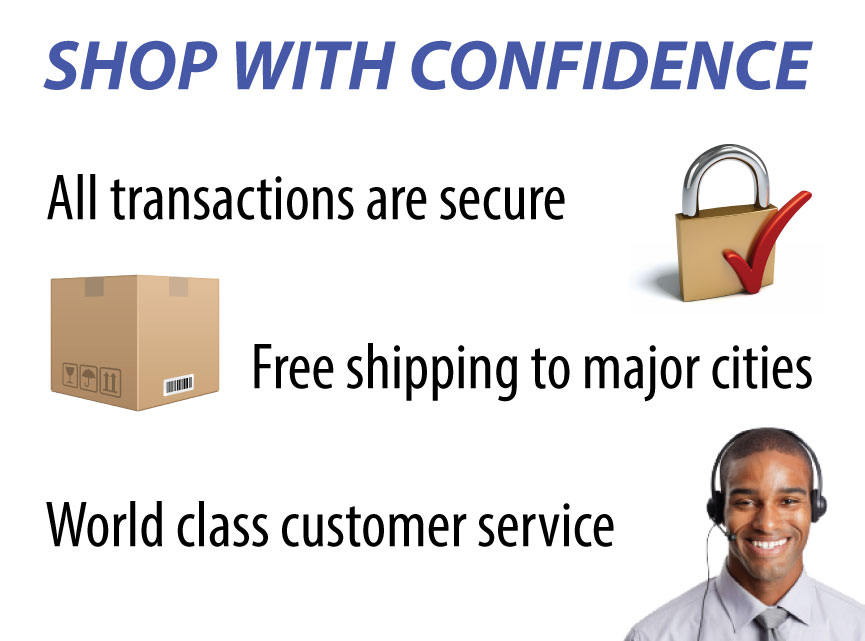 SHOP WITH CONFIDENCE
All transactions are secure
Free shipping to major cities
World class customer service